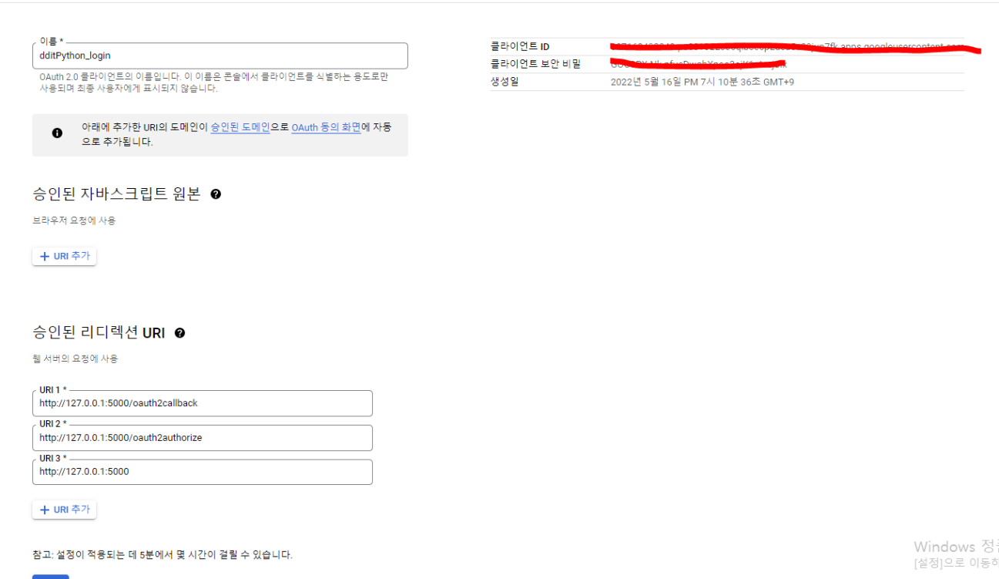 이름 *
dditPython_login
OAuth 2.0 클라이언트의 이름입니다. 이 이름은 콘솔에서 클라이언트를 식별하는 용도로만
사용되며 최종 사용자에게 표시되지 않습니다.
아래에 추가한 URI의 도메인이 승인된 도메인으로 OAuth 동의 화면에 자동
으로 추가됩니다.
승인된 자바스크립트 원본
브라우저 요청에 사용
URI 추가
승인된 리디렉션 URI
웹 서버의 요청에 사용
URI 1 *
http://127.0.0.1:5000/oauth2callback
URI 2 *
http://127.0.0.1:5000/oauth2authorize
URI 3 *
http://127.0.0.1:5000
URI 추가
참고: 설정이 적용되는 데 5분에서 몇 시간이 걸릴 수 있습니다.
클라이언트 ID
클라이언트 보안 비밀
생성일 2022년 5월 16일 PM 7시 10분 36초 GMT+9
Windows 정
[설정]으로 이동